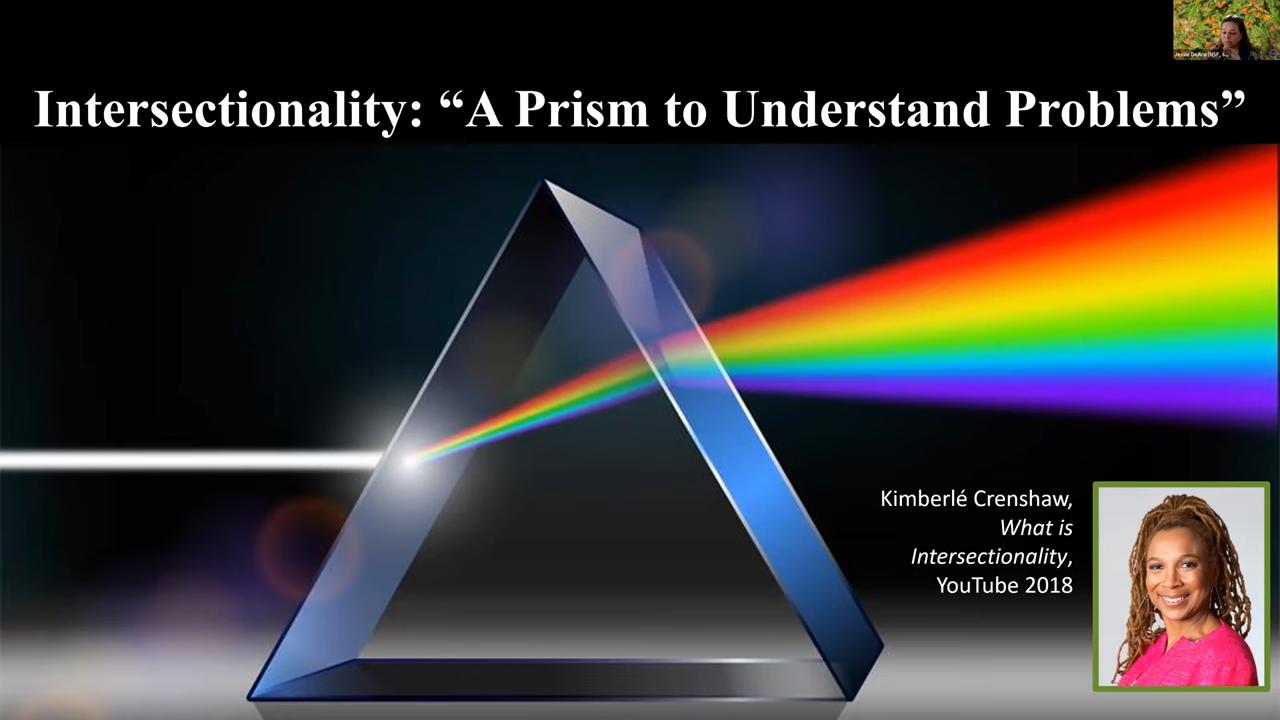 Intersectionality: “A Prism to Understand Problems”
Kimberlé Crenshaw,
What is
Intersectionality,
YouTube 2018